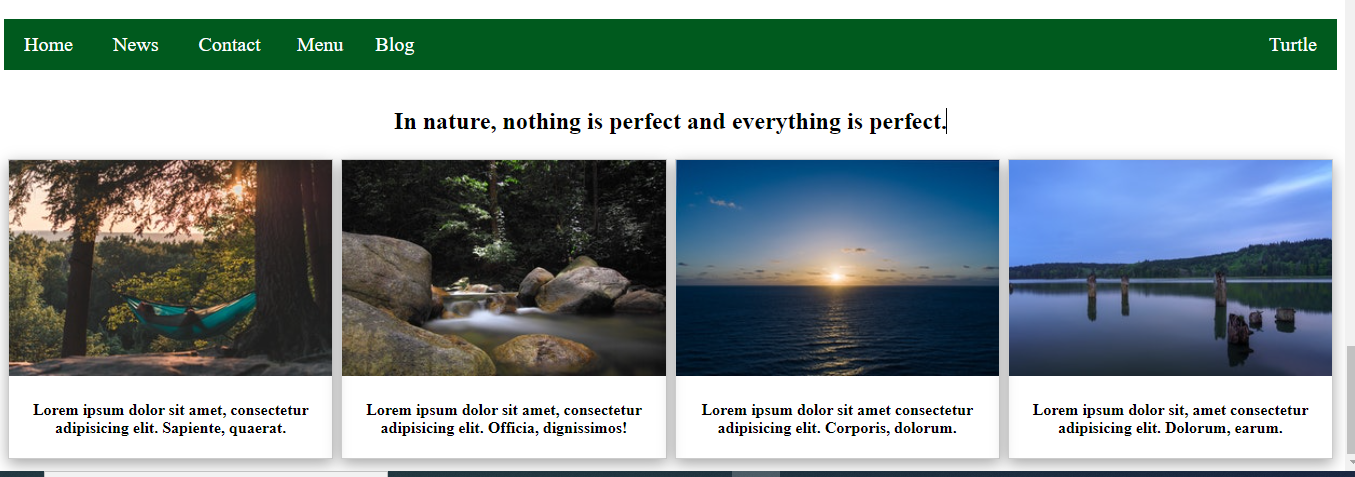 Home News Contact Menu Blog Turtle
In nature, nothing is perfect and everything is perfect.
Lorem ipsum dolor sit amet, consectetur
adipisicing elit. Sapiente, quaerat.
Lorem ipsum dolor sit amet, consectetur
adipisicing elit. Officia, dignissimos!
Lorem ipsum dolor sit amet, consectetur
adipisicing elit. Corporis, dolorum.
Lorem ipsum dolor sit, amet consectetur
adipisicing elit. Dolorum, earum.